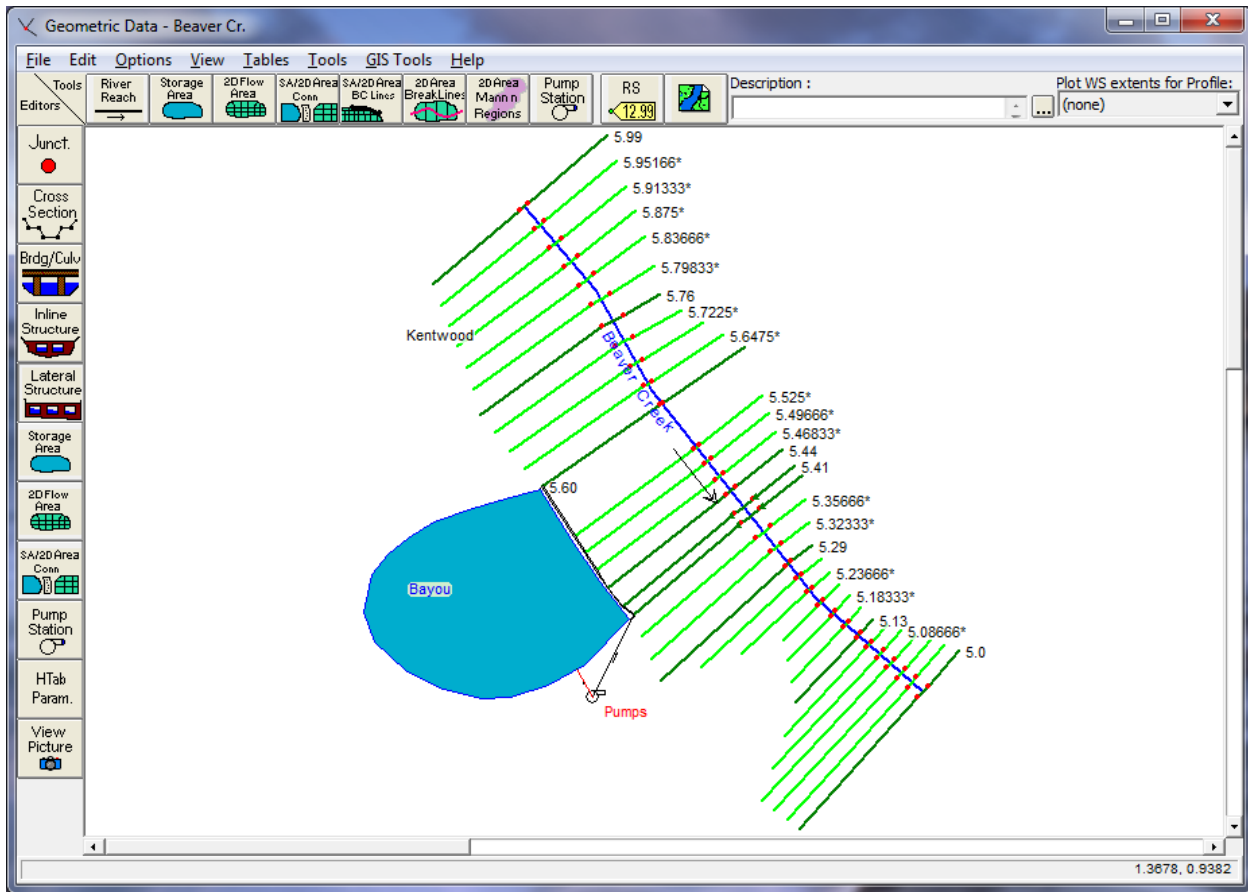 Geometric Data - Beaver Cr.
File Edit Options View Tables Tools GIS Tools Help
Tools
Editors
River
Reach
Storage
Area
2D Flow
Area
SA/2D Area
Conn
SA/2D Area
BC Lines
2D Area
BreakLines
2D Area
Mann n
Regions
Pump
Station
RS
12.99
Description :
...
Plot WS extents for Profile:
(none)
Junct.
Cross
Section
Brdg/Culv
Inline
Structure
Lateral
Structure
Storage
Area
2D Flow
Area
SA/2D Area
Conn
Pump
Station
HTab
Param.
View
Picture
5.99
5.95166*
5.91333*
5.875*
5.83666*
5.79833*
5.76
5.7225*
5.6475*
Kentwood
Beaver Creek
5.525*
5.49666*
5.46833*
5.44
5.41
5.60
5.35666*
5.32333*
5.29
5.23666*
5.18333*
5.13
5.08666*
5.0
Bayou
Pumps
1.3678, 0.9382